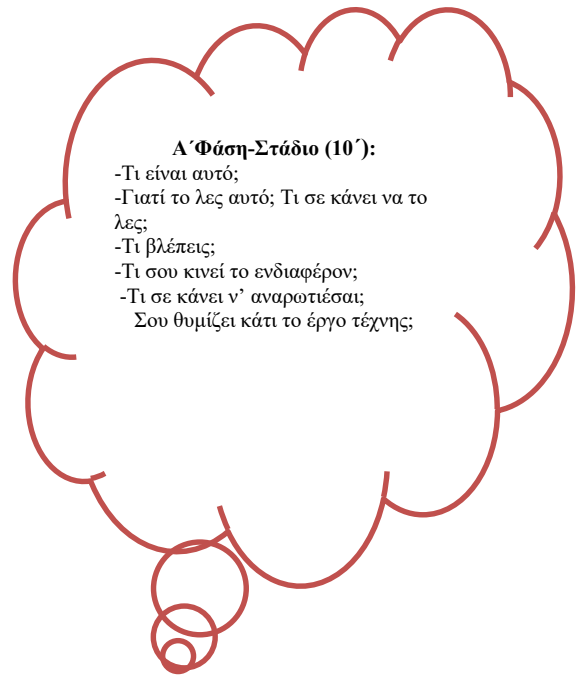 Α΄Φάση-Στάδιο (10΄):
-Τι είναι αυτό;
-Γιατί το λες αυτό; Τι σε κάνει να το
λες;
-Τι βλέπεις;
-Τι σου κινεί το ενδιαφέρον;
-Τι σε κάνει ν’ αναρωτιέσαι;
Σου θυμίζει κάτι το έργο τέχνης;